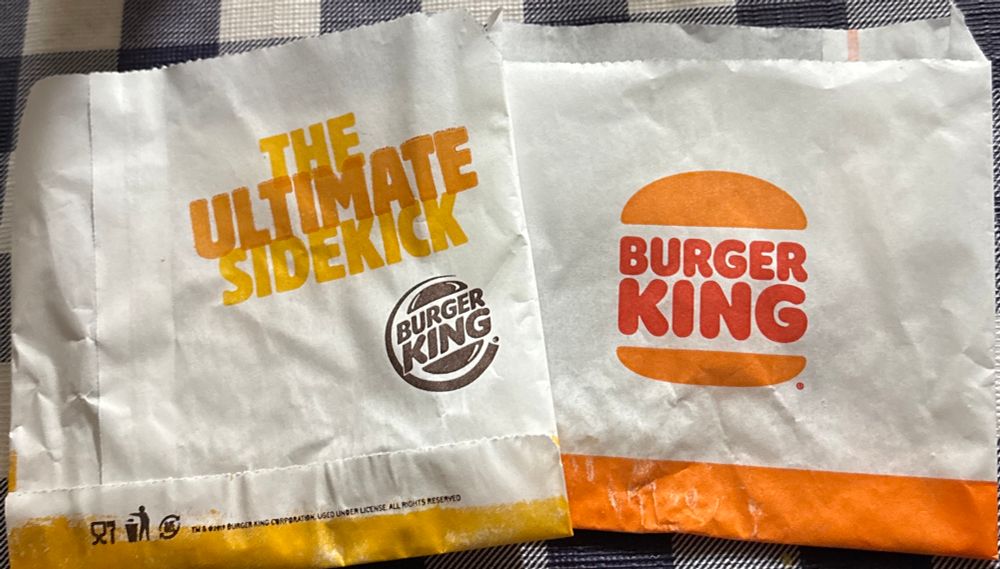 THE
ULTIMATE
SIDEKICK
BURGER
KING®
TM & © 2019 BURGER KING CORPORATION. USED UNDER LICENSE. ALL RIGHTS RESERVED
BURGER
KING
®